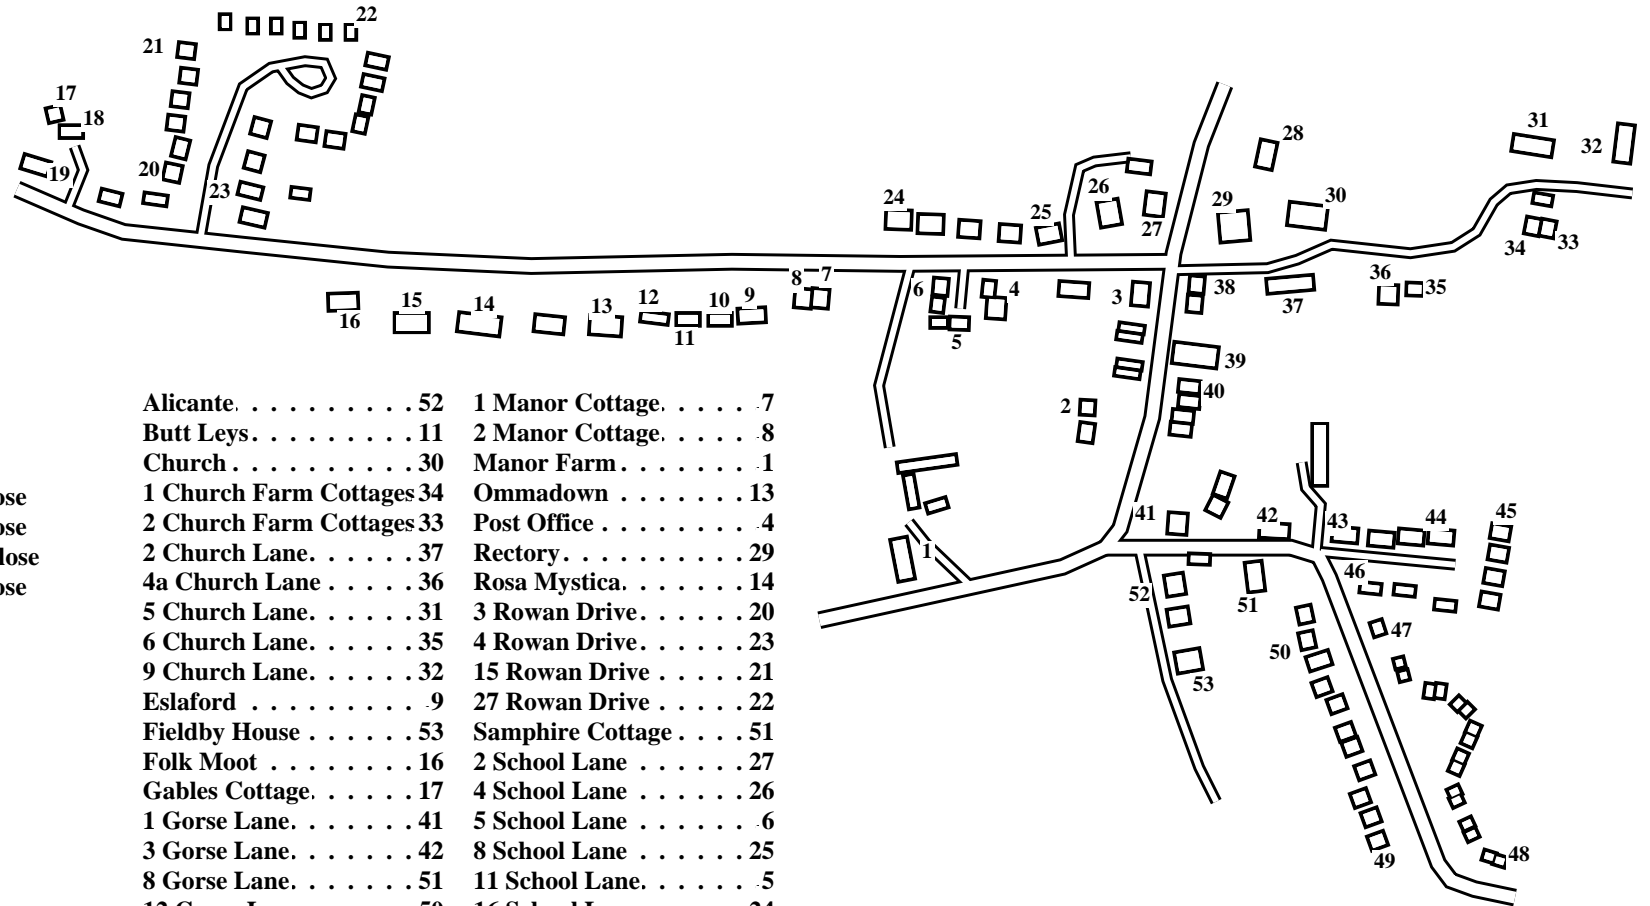 22
21
17
18
19
20
23
24
25
26
27
28
29
30
31
32
33
34
35
36
37
38
3
4
5
6
7
8
9
10
11
12
13
14
15
16
39
40
2
41
42
43
44
45
46
47
48
49
50
51
52
53
1
ose
ose
lose
ose
Alicante. . . . . . . . . . 52
Butt Leys. . . . . . . . . 11
Church . . . . . . . . . . 30
1 Church Farm Cottages 34
2 Church Farm Cottages 33
2 Church Lane. . . . . . 37
4a Church Lane . . . . . 36
5 Church Lane. . . . . . 31
6 Church Lane. . . . . . 35
9 Church Lane. . . . . . 32
Eslaford . . . . . . . . . . 9
Fieldby House . . . . . . 53
Folk Moot . . . . . . . . 16
Gables Cottage. . . . . . 17
1 Gorse Lane. . . . . . . 41
3 Gorse Lane. . . . . . . 42
8 Gorse Lane. . . . . . . 51
1 Manor Cottage. . . . . . 7
2 Manor Cottage. . . . . . 8
Manor Farm . . . . . . . . 1
Ommadown . . . . . . . 13
Post Office . . . . . . . . . 4
Rectory. . . . . . . . . . . 29
Rosa Mystica. . . . . . . 14
3 Rowan Drive. . . . . . 20
4 Rowan Drive. . . . . . 23
15 Rowan Drive . . . . . 21
27 Rowan Drive . . . . . 22
Samphire Cottage . . . . 51
2 School Lane . . . . . . 27
4 School Lane . . . . . . 26
5 School Lane . . . . . . . 6
8 School Lane . . . . . . 25
11 School Lane. . . . . . . 5